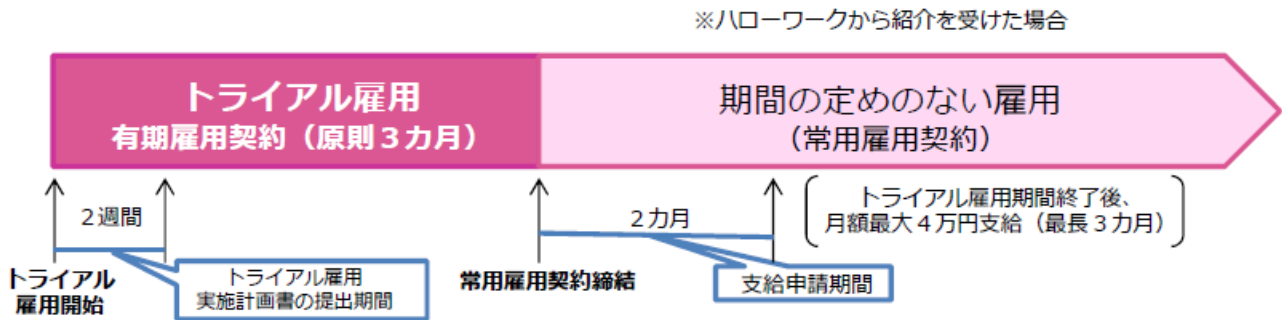 ※ハローワークから紹介を受けた場合
トライアル雇用
有期雇用契約（原則３カ月）
期間の定めのない雇用
（常用雇用契約）
２週間
トライアル
雇用開始
トライアル雇用
実施計画書の提出期間
常用雇用契約締結
２カ月
支給申請期間
トライアル雇用期間終了後、
月額最大４万円支給（最長３カ月）